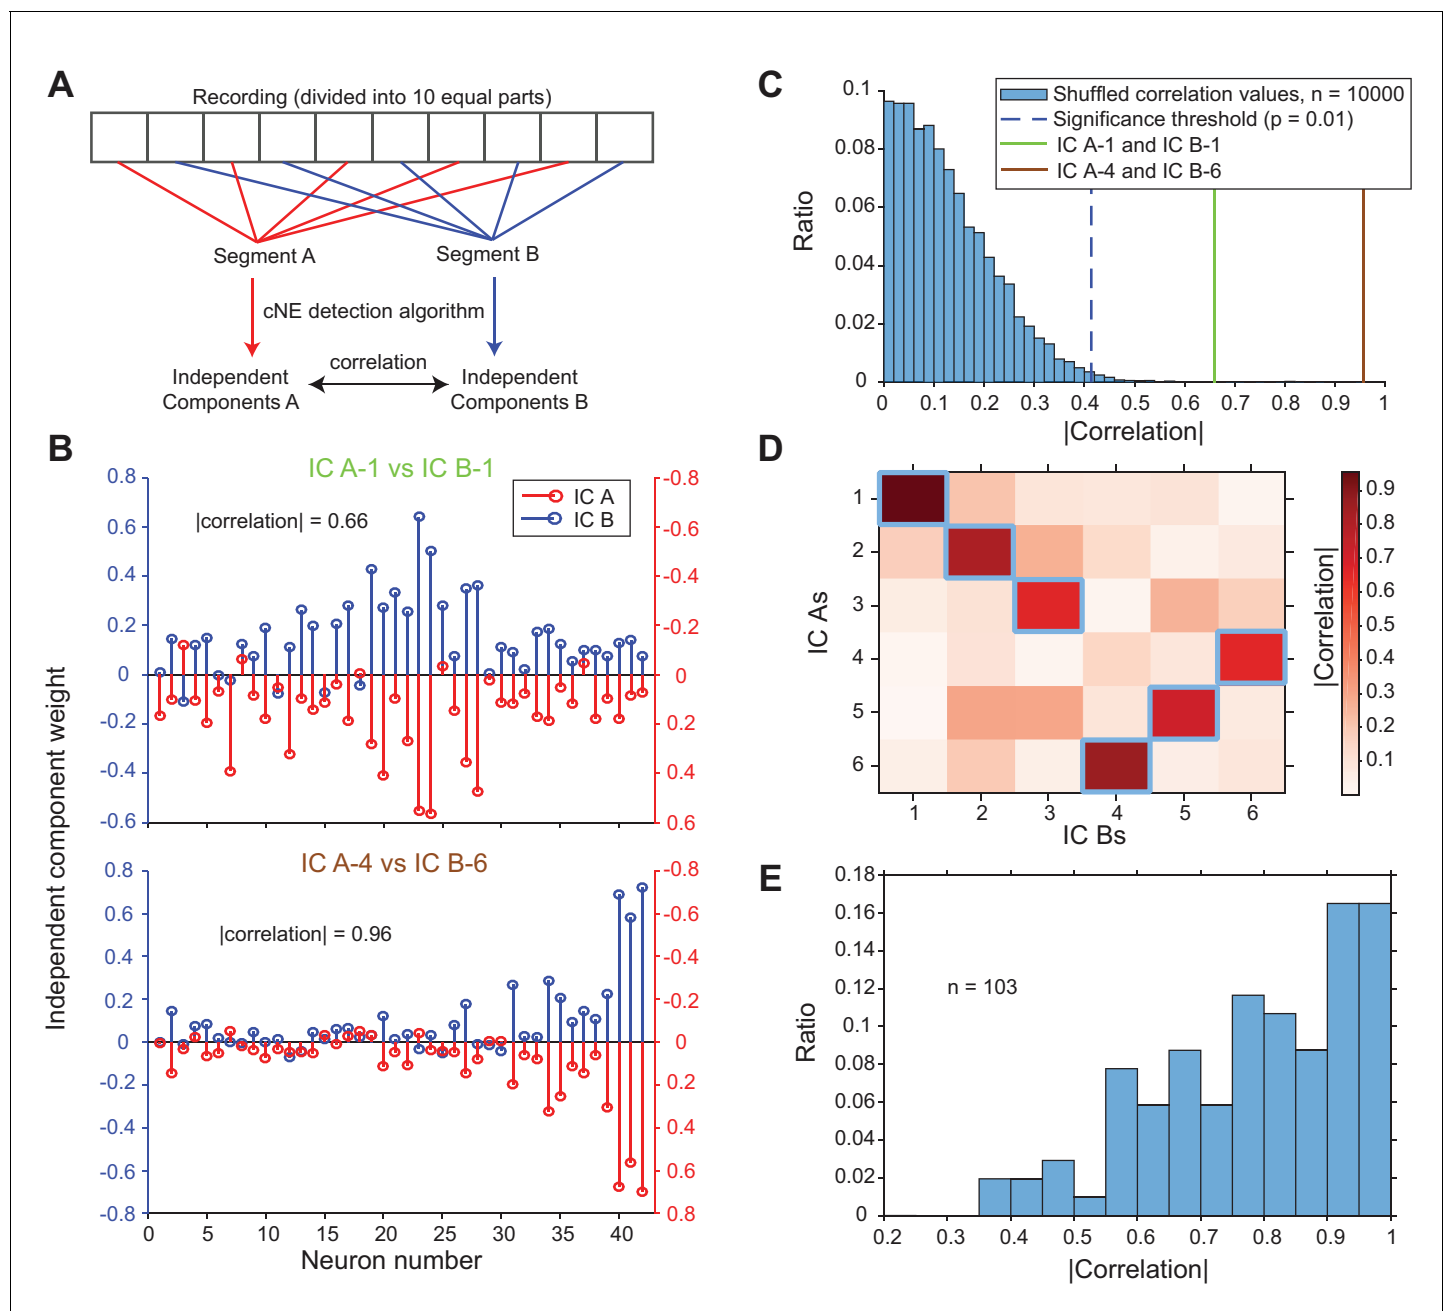 A
Recording (divided into 10 equal parts)
Segment A
Segment B
cNE detection algorithm
correlation
Independent
Components A
Independent
Components B
B
IC A-1 vs IC B-1
|correlation| = 0.66
IC A
IC B
0.8
0.6
0.4
0.2
0
-0.2
-0.4
-0.6
-0.8
-0.6
-0.4
-0.2
0
0.2
0.4
0.6
Independent component weight
IC A-4 vs IC B-6
|correlation| = 0.96
0.8
0.6
0.4
0.2
0
-0.2
-0.4
-0.6
-0.8
-0.8
-0.6
-0.4
-0.2
0
0.2
0.4
0.6
0.8
0 5 10 15 20 25 30 35 40
Neuron number
C
Shuffled correlation values, n = 10000
Significance threshold (p = 0.01)
IC A-1 and IC B-1
IC A-4 and IC B-6
Ratio
0.1
0.08
0.06
0.04
0.02
0
0 0.1 0.2 0.3 0.4 0.5 0.6 0.7 0.8 0.9 1
|Correlation|
D
IC As
1
2
3
4
5
6
1 2 3 4 5 6
IC Bs
|Correlation|
0.9
0.8
0.7
0.6
0.5
0.4
0.3
0.2
0.1
E
n = 103
Ratio
0.18
0.16
0.14
0.12
0.1
0.08
0.06
0.04
0.02
0
0.2 0.3 0.4 0.5 0.6 0.7 0.8 0.9 1
|Correlation|